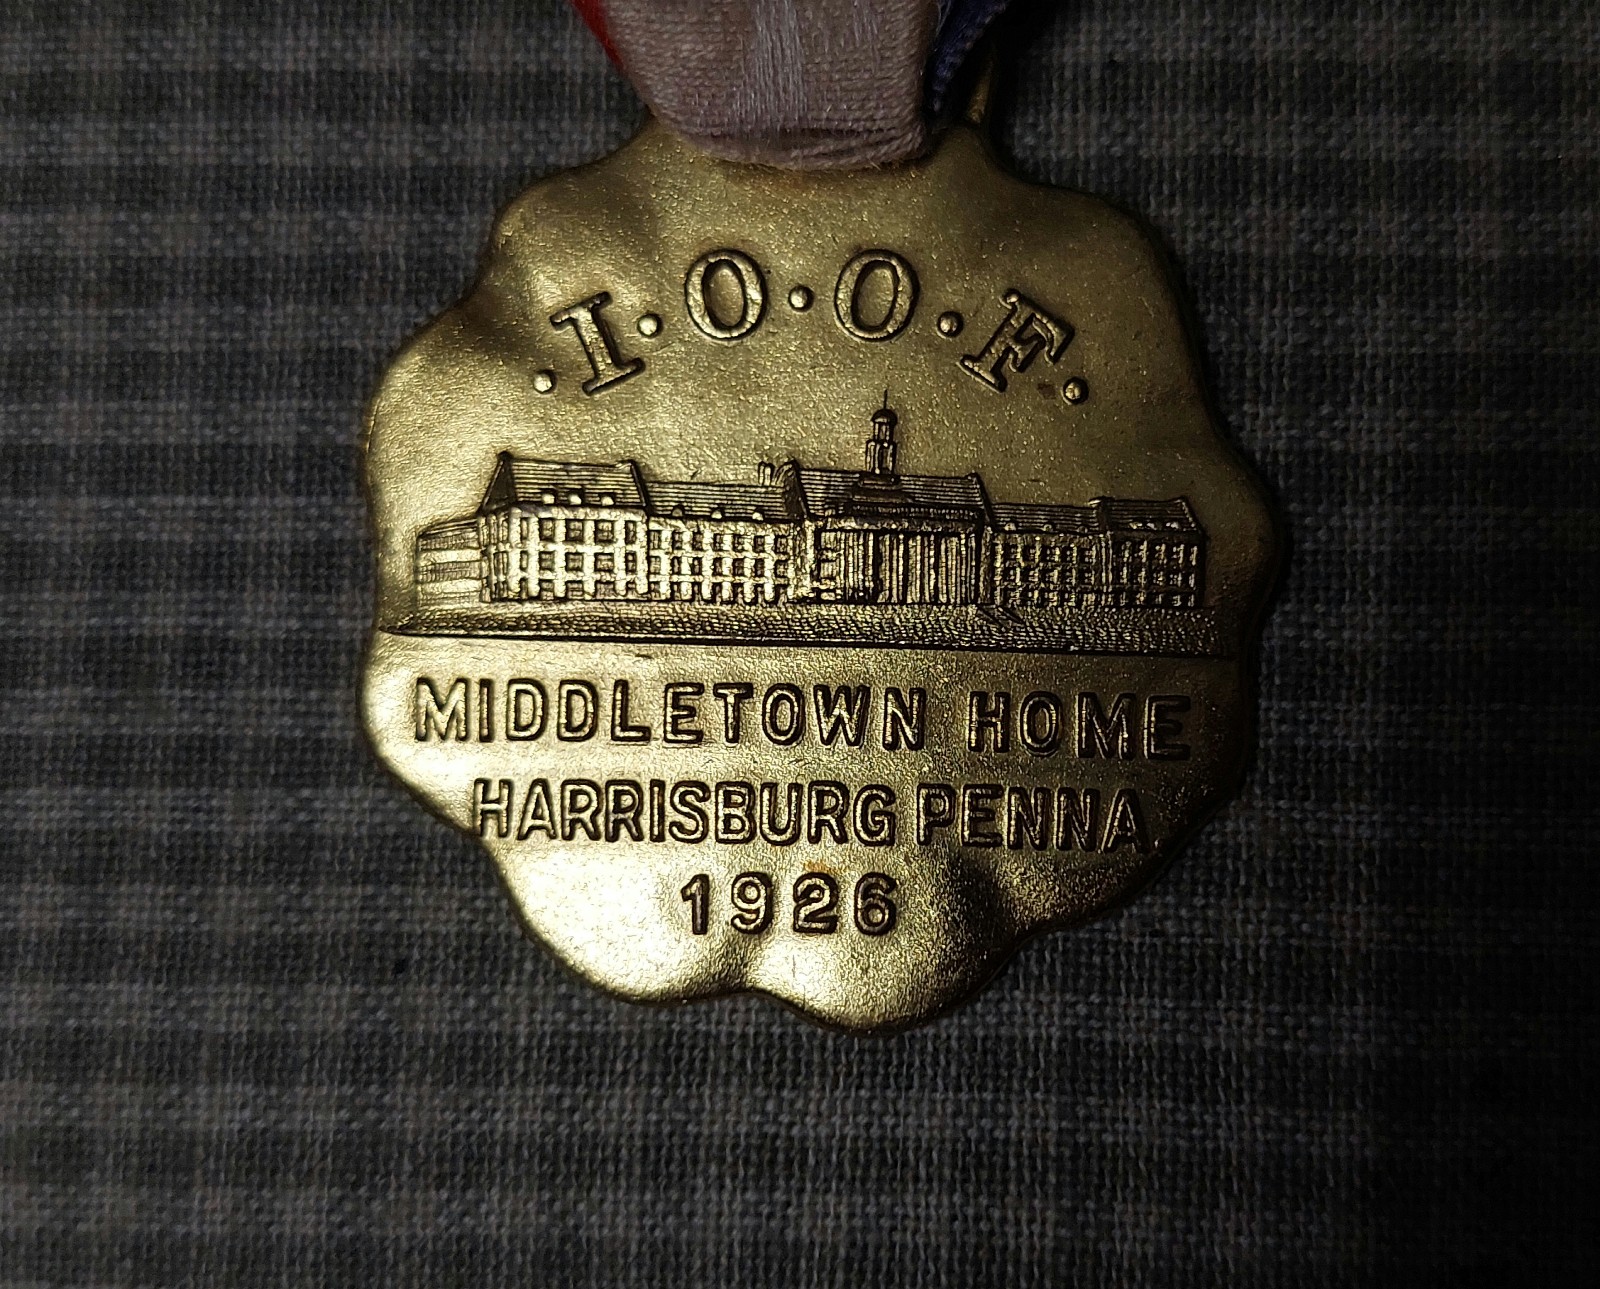 ·I·O·O·F·
MIDDLETOWN HOME
HARRISBURG PENNA.
1926